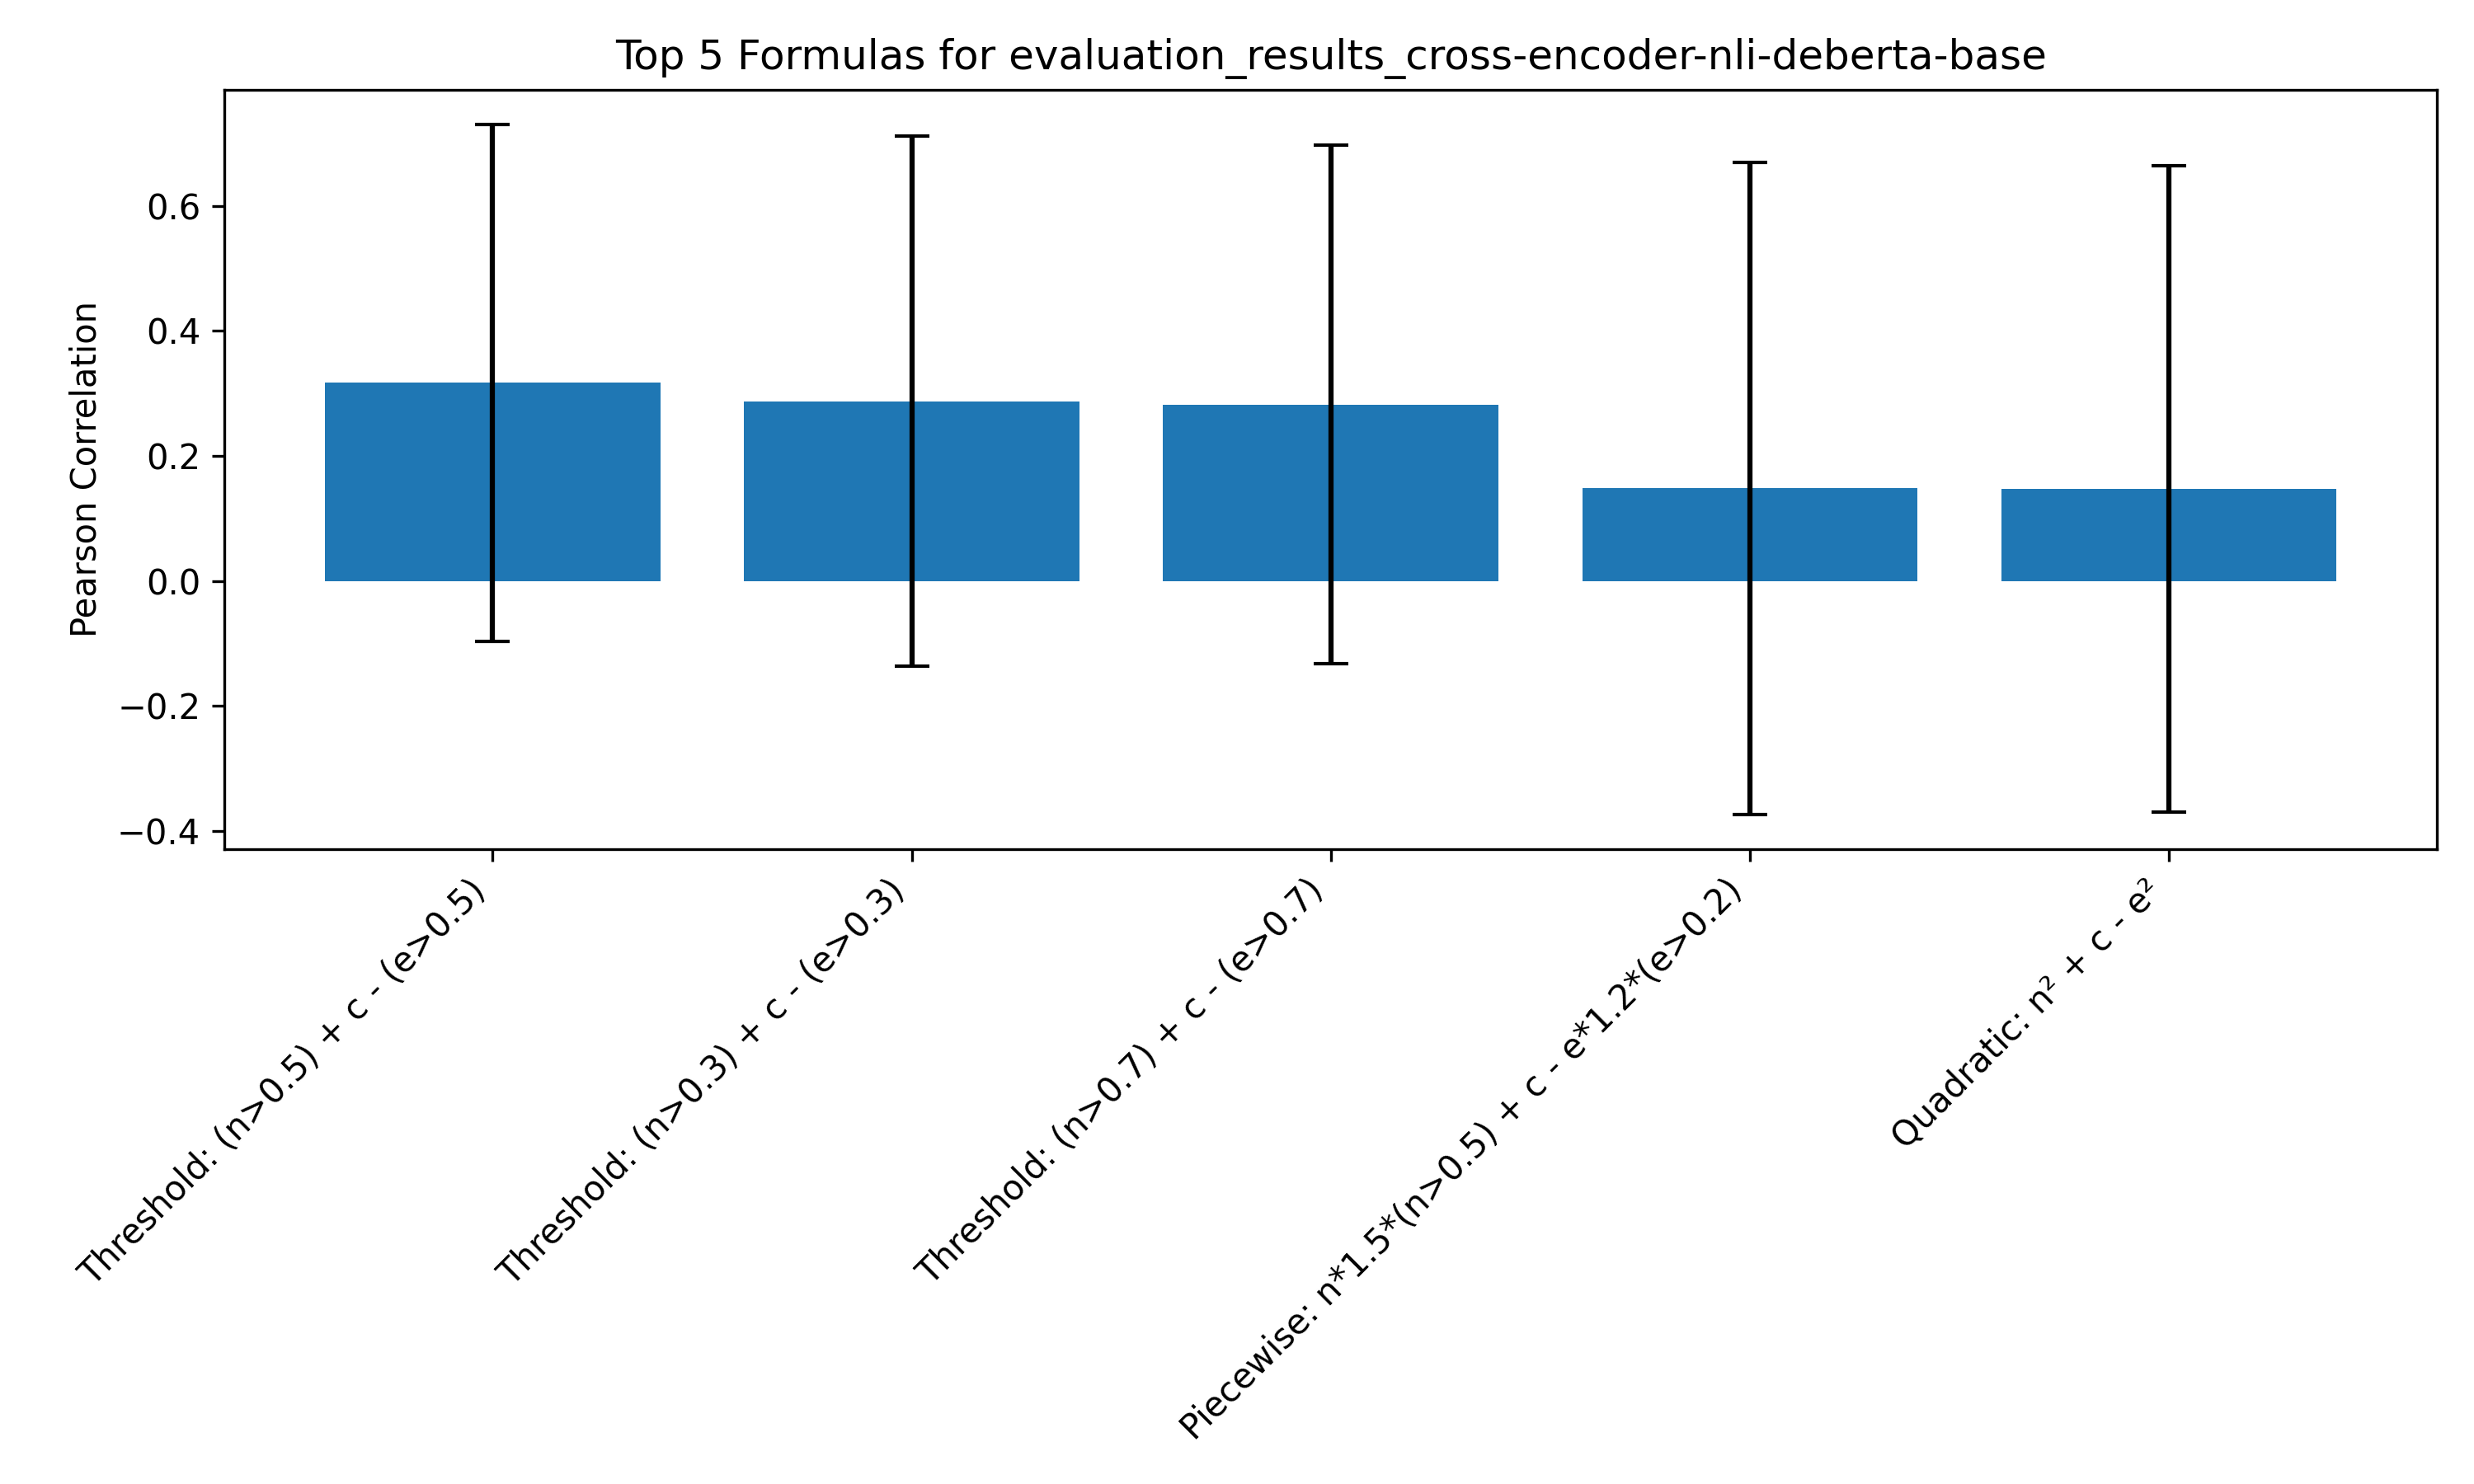 Top 5 Formulas for evaluation_results_cross-encoder-nli-deberta-base
Pearson Correlation
0.6
0.4
0.2
0.0
−0.2
−0.4
Threshold: (n>0.5) + c - (e>0.5)
Threshold: (n>0.3) + c - (e>0.3)
Threshold: (n>0.7) + c - (e>0.7)
Piecewise: n*1.5*(n>0.5) + c - e*1.2*(e>0.2)
Quadratic: n² + c - e²